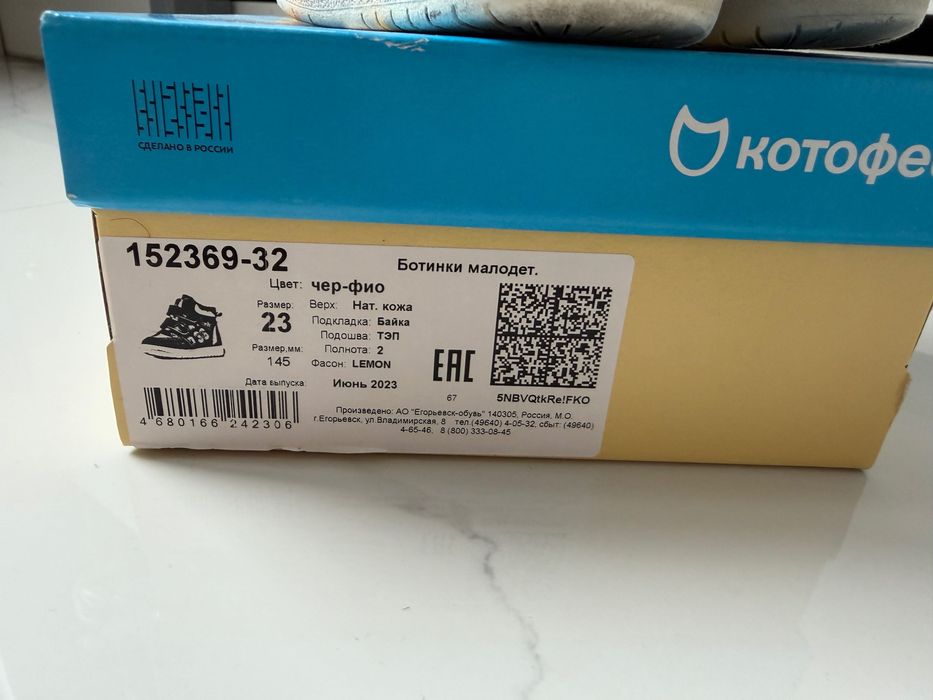 СДЕЛАНО В РОССИИ
котофе
152369-32
Ботинки малодет.
Цвет: чер-фио
Размер: 23
Размер,мм: 145
Верх: Нат. кожа
Подкладка: Байка
Подошва: ТЭП
Полнота: 2
Фасон: LEMON
Дата выпуска: Июнь 2023
EAC
67
5NBVQtkRe!FKO
4 680166 242306
Произведено: АО "Егорьевск-обувь" 140305, Россия, М.О.
г.Егорьевск, ул.Владимирская, 8 тел.(49640) 4-05-32, сбыт: (49640)
4-65-46, 8 (800) 333-08-45